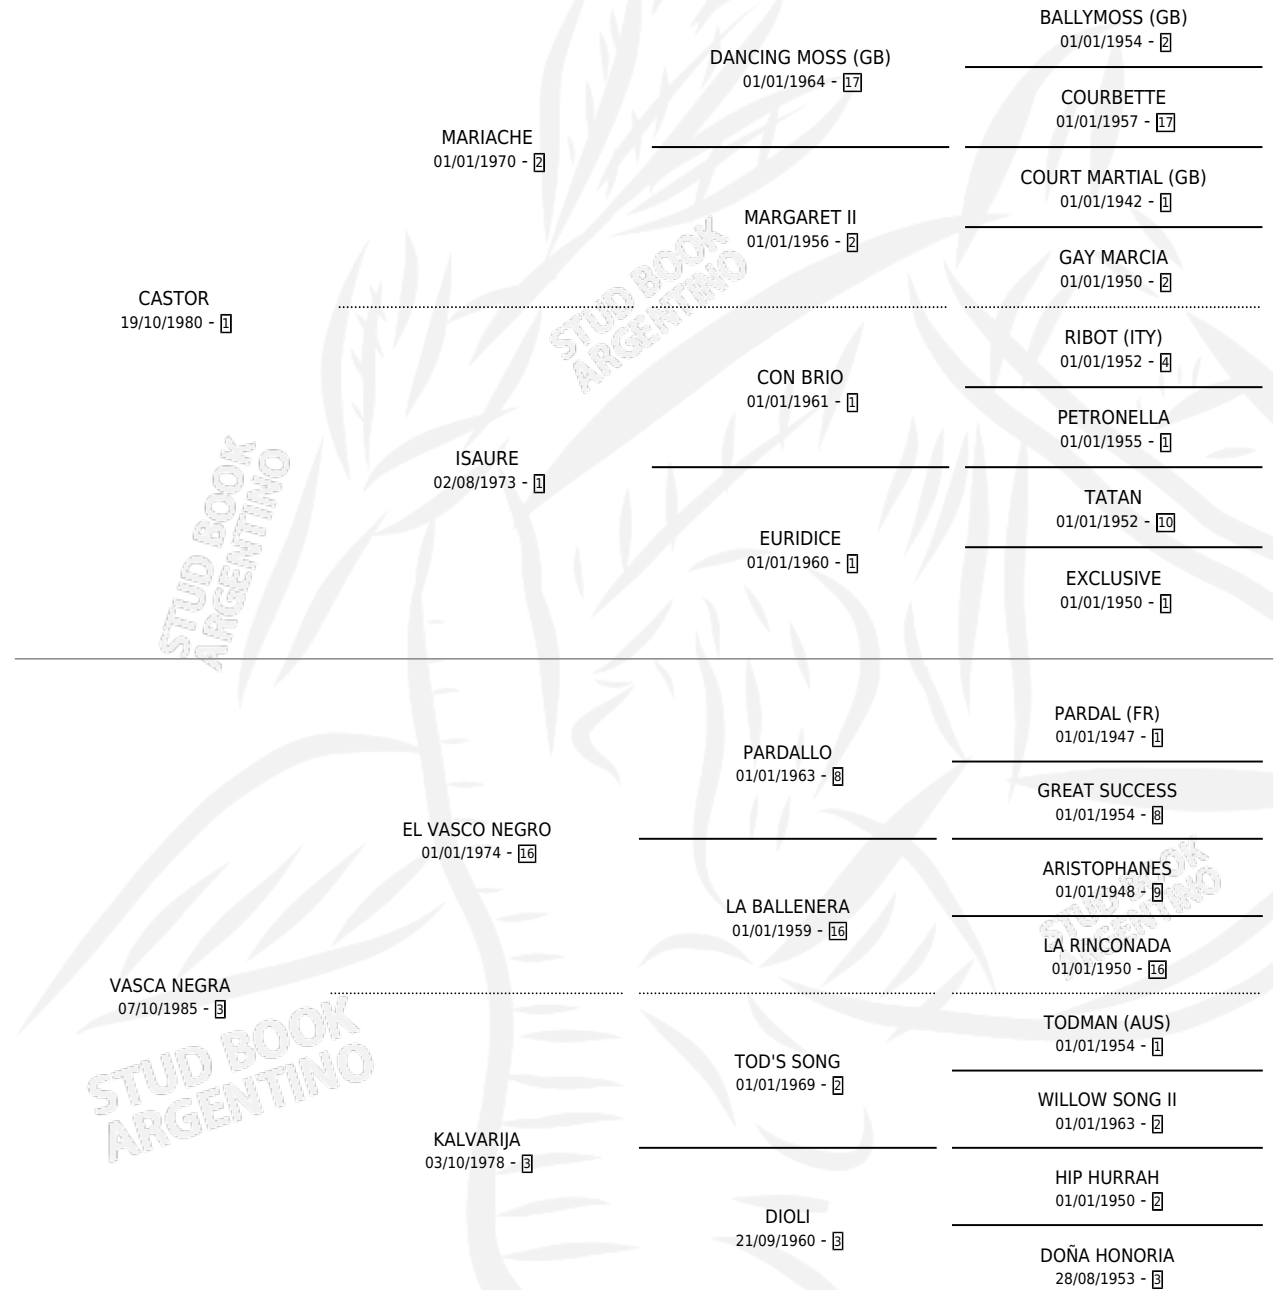 BALLYMOSS (GB)
01/01/1954 - 2
DANCING MOSS (GB)
01/01/1964 - 17
COURBETTE
01/01/1957 - 17
MARIACHE
01/01/1970 - 2
COURT MARTIAL (GB)
01/01/1942 - 1
MARGARET II
01/01/1956 - 2
GAY MARCIA
01/01/1950 - 2
CASTOR
19/10/1980 - 1
RIBOT (ITY)
01/01/1952 - 4
CON BRIO
01/01/1961 - 1
PETRONELLA
01/01/1955 - 1
ISAURE
02/08/1973 - 1
TATAN
01/01/1952 - 10
EURIDICE
01/01/1960 - 1
EXCLUSIVE
01/01/1950 - 1
PARDAL (FR)
01/01/1947 - 1
PARDALLO
01/01/1963 - 8
GREAT SUCCESS
01/01/1954 - 8
EL VASCO NEGRO
01/01/1974 - 16
ARISTOPHANES
01/01/1948 - 9
LA BALLENERA
01/01/1959 - 16
LA RINCONADA
01/01/1950 - 16
VASCA NEGRA
07/10/1985 - 3
TODMAN (AUS)
01/01/1954 - 1
TOD'S SONG
01/01/1969 - 2
WILLOW SONG II
01/01/1963 - 2
KALVARIJA
03/10/1978 - 3
HIP HURRAH
01/01/1950 - 2
DIOLI
21/09/1960 - 3
DOÑA HONORIA
28/08/1953 - 3
STUD BOOK
ARGENTINO
STUD BOOK
ARGENTINO
STUD BOOK
ARGENTINO
STUD BOOK
ARGENTINO